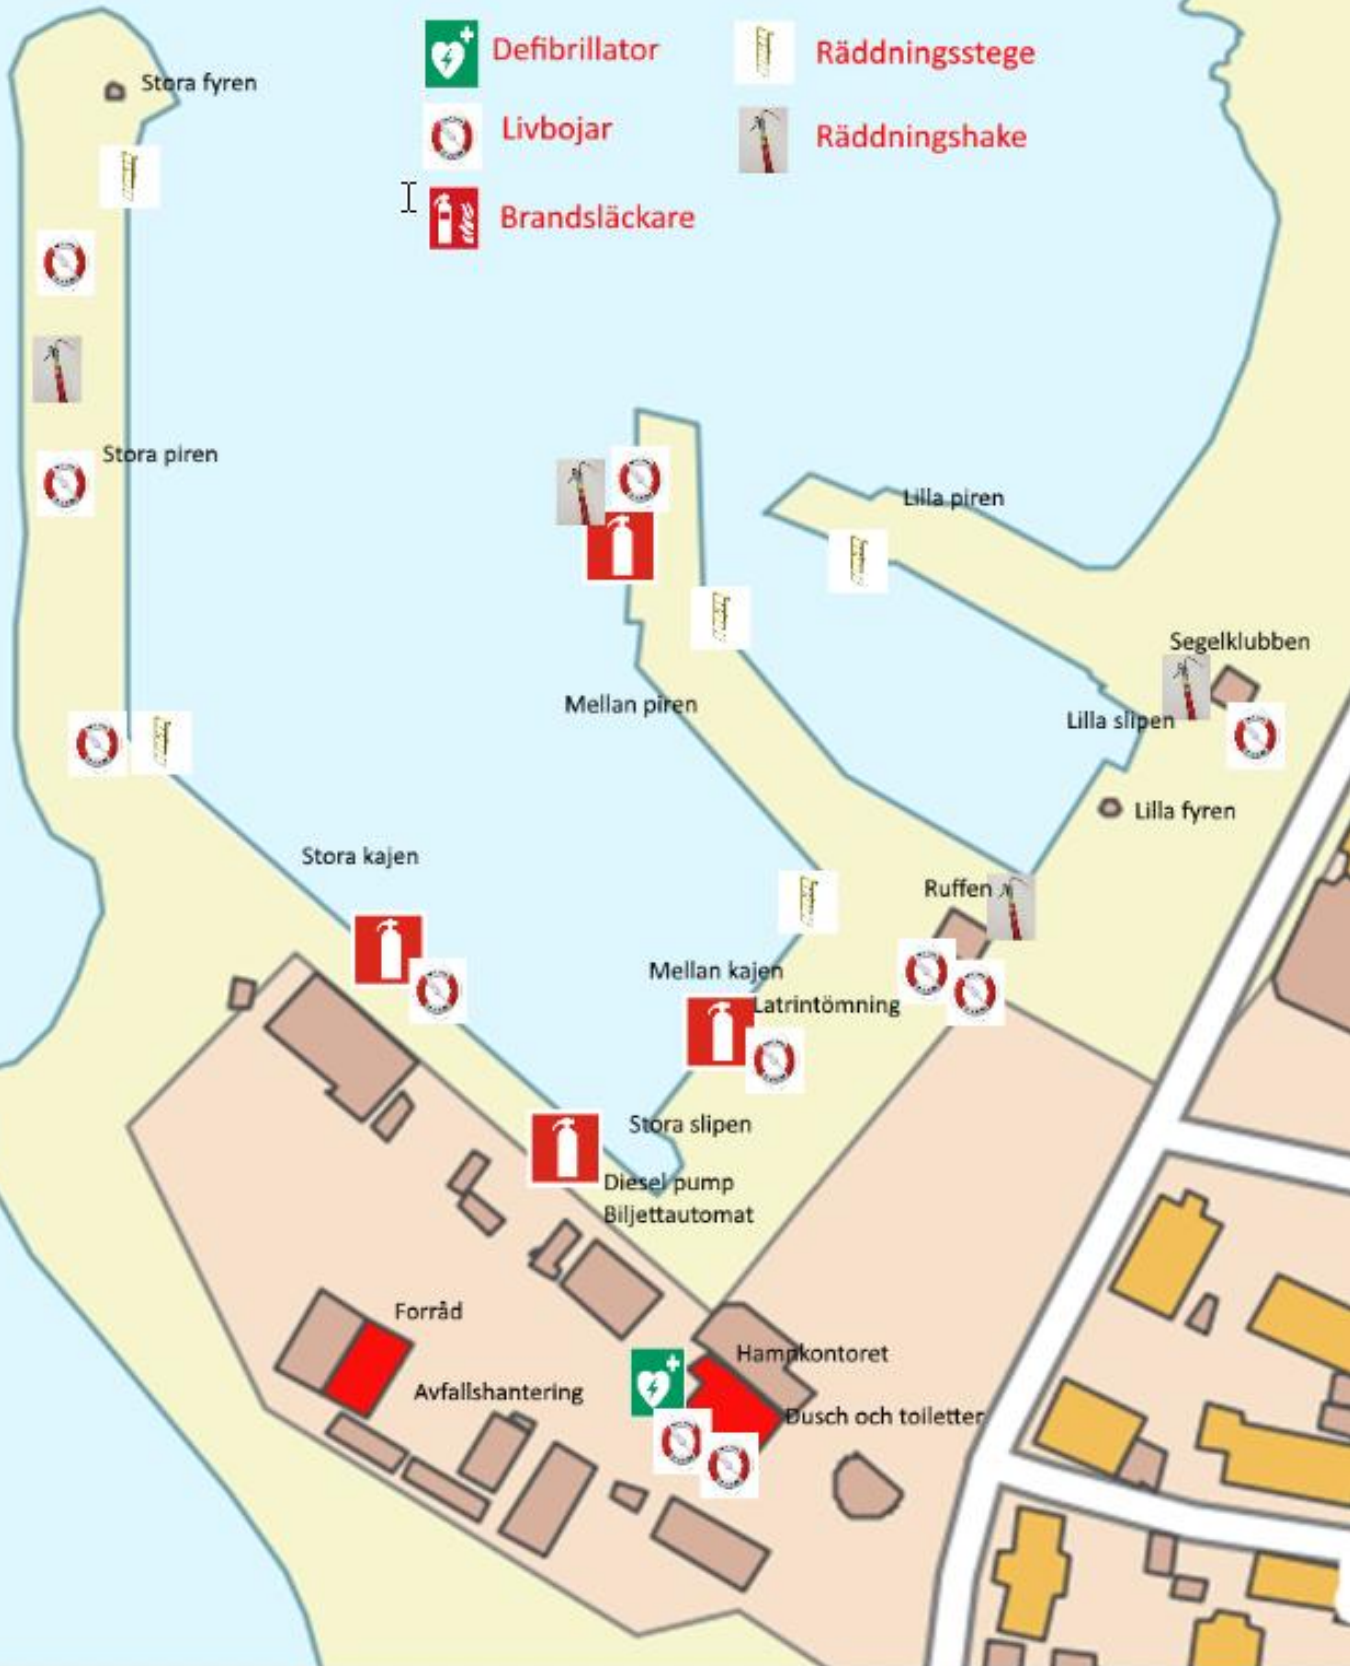 Defibrillator
Räddningsstege
Livbojar
Räddningshake
Brandsläckare
Stora fyren
Stora piren
Lilla piren
Segelklubben
Mellan piren
Lilla slipen
Lilla fyren
Stora kajen
Ruffen
Mellan kajen
Latrintömning
Stora slipen
Diesel pump
Biljettautomat
Forråd
Hamnkontoret
Avfallshantering
Dusch och toiletter